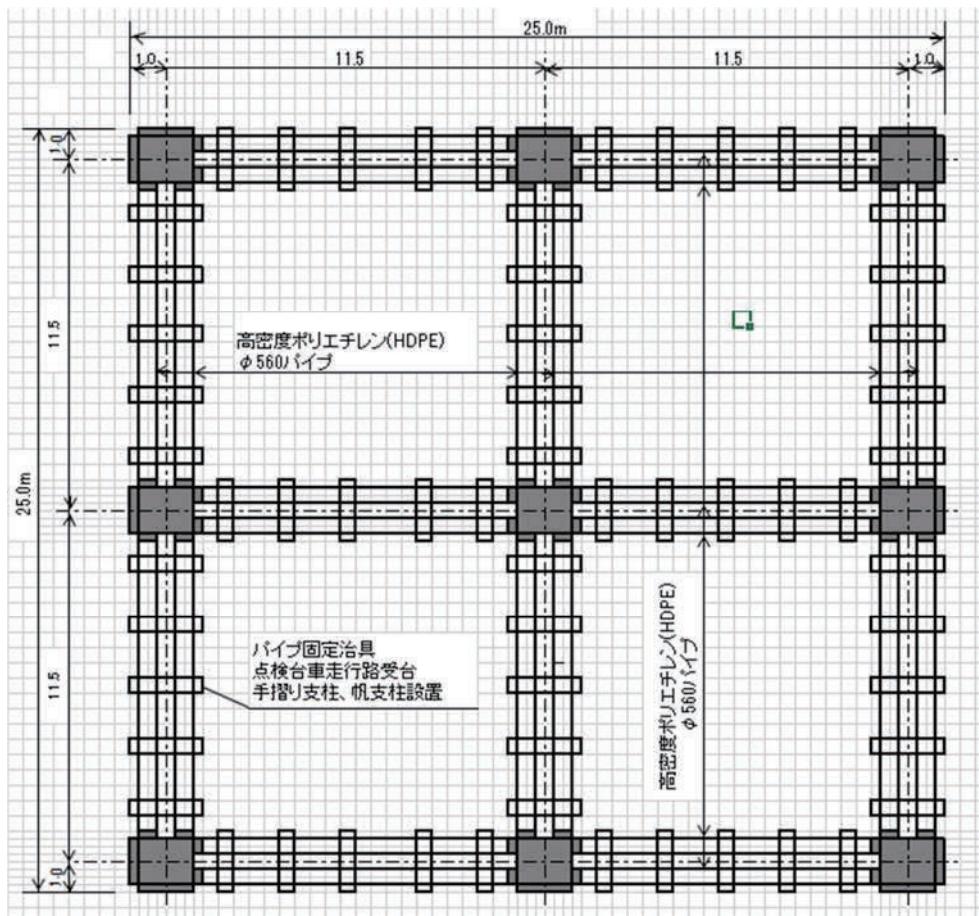 25.0m
1.0
11.5
11.5
1.0
1.0
11.5
高密度ポリエチレン(HDPE)
φ560パイプ
25.0m
11.5
パイプ固定治具
点検台車走行路受台
手摺り支柱、帆支柱設置
高密度ポリエチレン(HDPE)
φ560パイプ
1.0